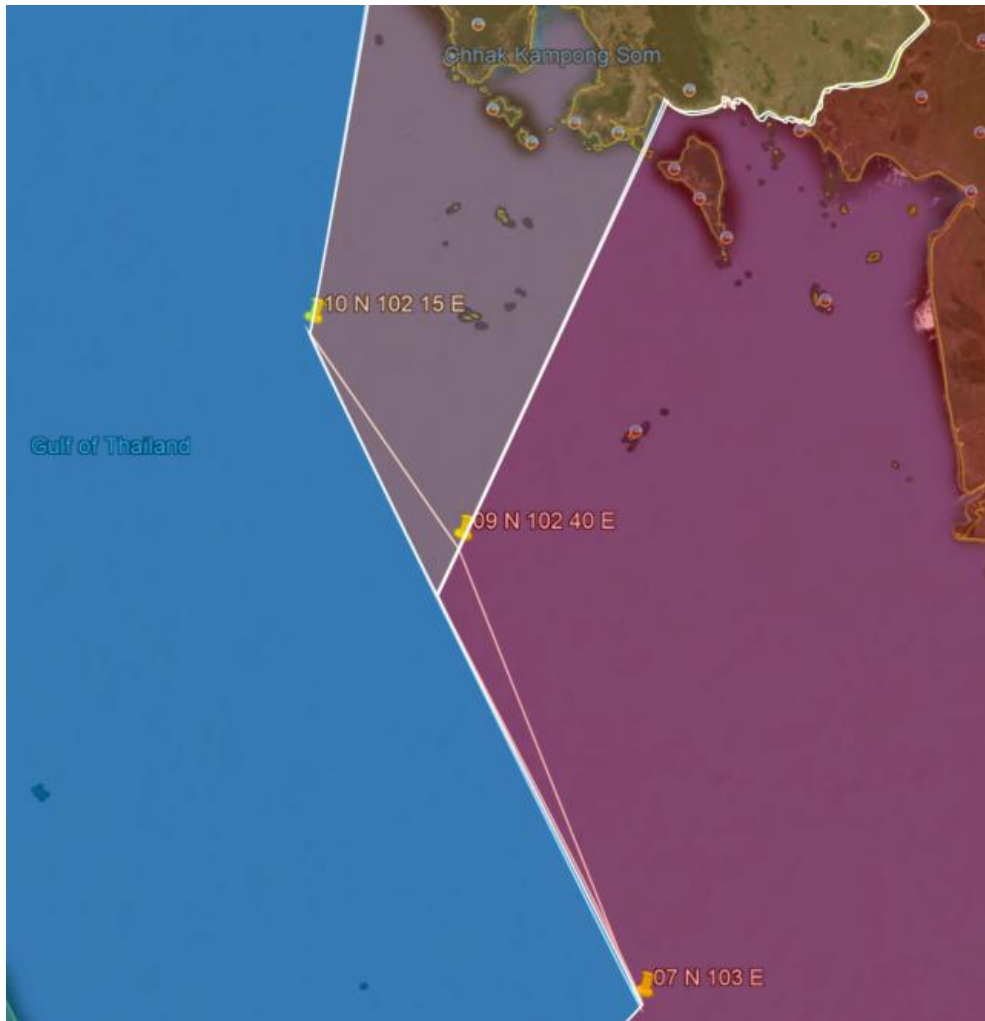 Chhak Kampong Som
10 N 102 15 E
Gulf of Thailand
09 N 102 40 E
07 N 103 E